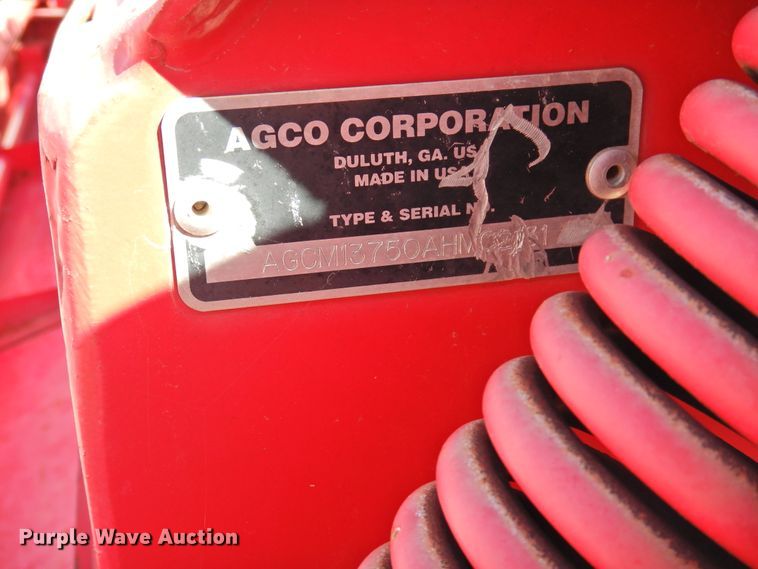 AGCO CORPORATION
DULUTH, GA. US
MADE IN US
TYPE & SERIAL
Purple Wave Auction